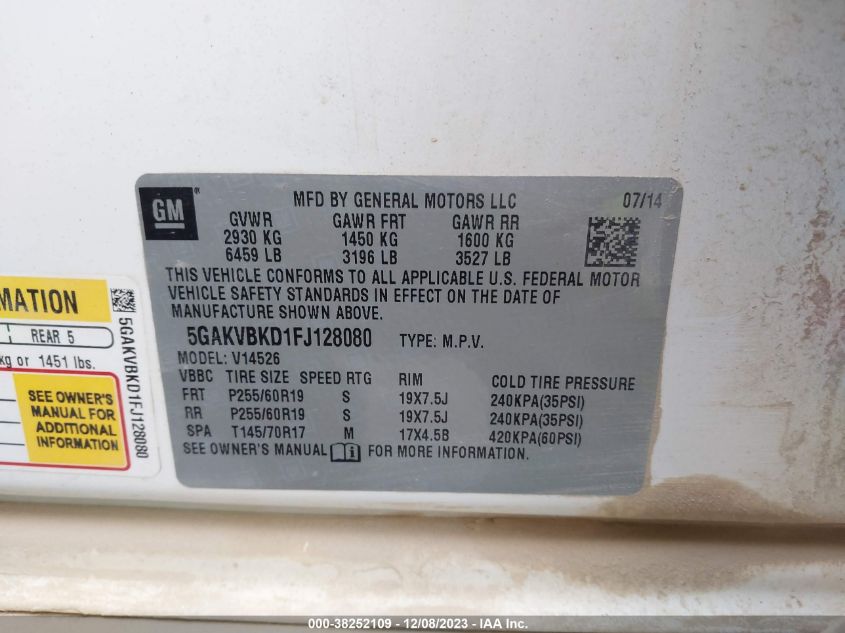 GM
MFD BY GENERAL MOTORS LLC 07/14
GVWR GAWR FRT GAWR RR
2930 KG 1450 KG 1600 KG
6459 LB 3196 LB 3527 LB
THIS VEHICLE CONFORMS TO ALL APPLICABLE U.S. FEDERAL MOTOR
VEHICLE SAFETY STANDARDS IN EFFECT ON THE DATE OF
MANUFACTURE SHOWN ABOVE.
5GAKVBKD1FJ128080 TYPE: M.P.V.
MODEL: V14526
VBBC TIRE SIZE SPEED RTG RIM COLD TIRE PRESSURE
FRT P255/60R19 S 19X7.5J 240KPA(35PSI)
RR P255/60R19 S 19X7.5J 240KPA(35PSI)
SPA T145/70R17 M 17X4.5B 420KPA(60PSI)
SEE OWNER'S MANUAL FOR MORE INFORMATION.
MATION
REAR 5
kg or 1451 lbs.
SEE OWNER'S
MANUAL FOR
ADDITIONAL
INFORMATION
5GAKVBKD1FJ128080
000-38252109 - 12/08/2023 - IAA